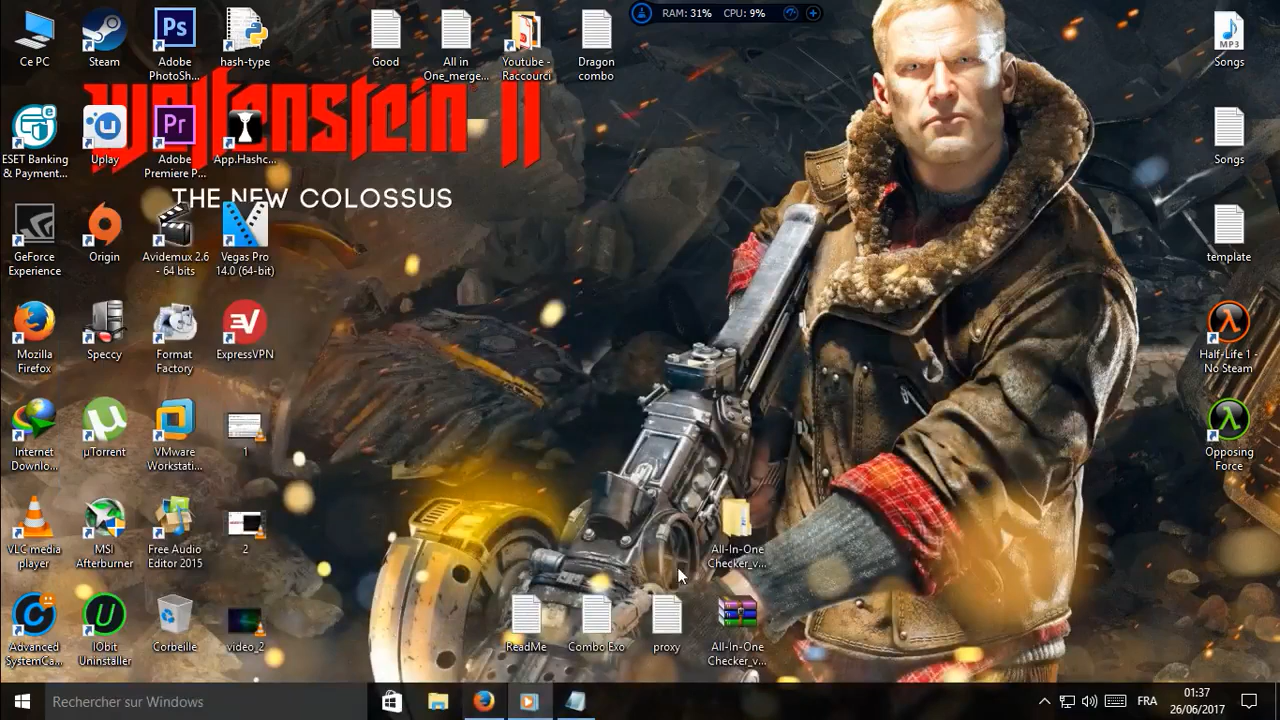 RAM: 31% CPU: 9%
Ce PC
Steam
Adobe
PhotoSh...
Ps
hash-type
Good
All in
One_merge...
Youtube -
Raccourci
Dragon
combo
MP3
Songs
Wolfenstein II
THE NEW COLOSSUS
ESET Banking
& Payment...
Uplay
Pr
Adobe
Premiere P...
App.Hashc...
Songs
GeForce
Experience
Origin
Avidemux 2.6
- 64 bits
Vegas Pro
14.0 (64-bit)
template
Mozilla
Firefox
Speccy
Format
Factory
ExpressVPN
Half-Life 1 -
No Steam
Internet
Downlo...
µTorrent
VMware
Workstati...
1
Opposing
Force
VLC media
player
MSI
Afterburner
Free Audio
Editor 2015
2
All-In-One
Checker_v...
Advanced
SystemCa...
IObit
Uninstaller
Corbeille
video_2
ReadMe
Combo Exo
proxy
All-In-One
Checker_v...
Rechercher sur Windows
FRA
01:37
26/06/2017